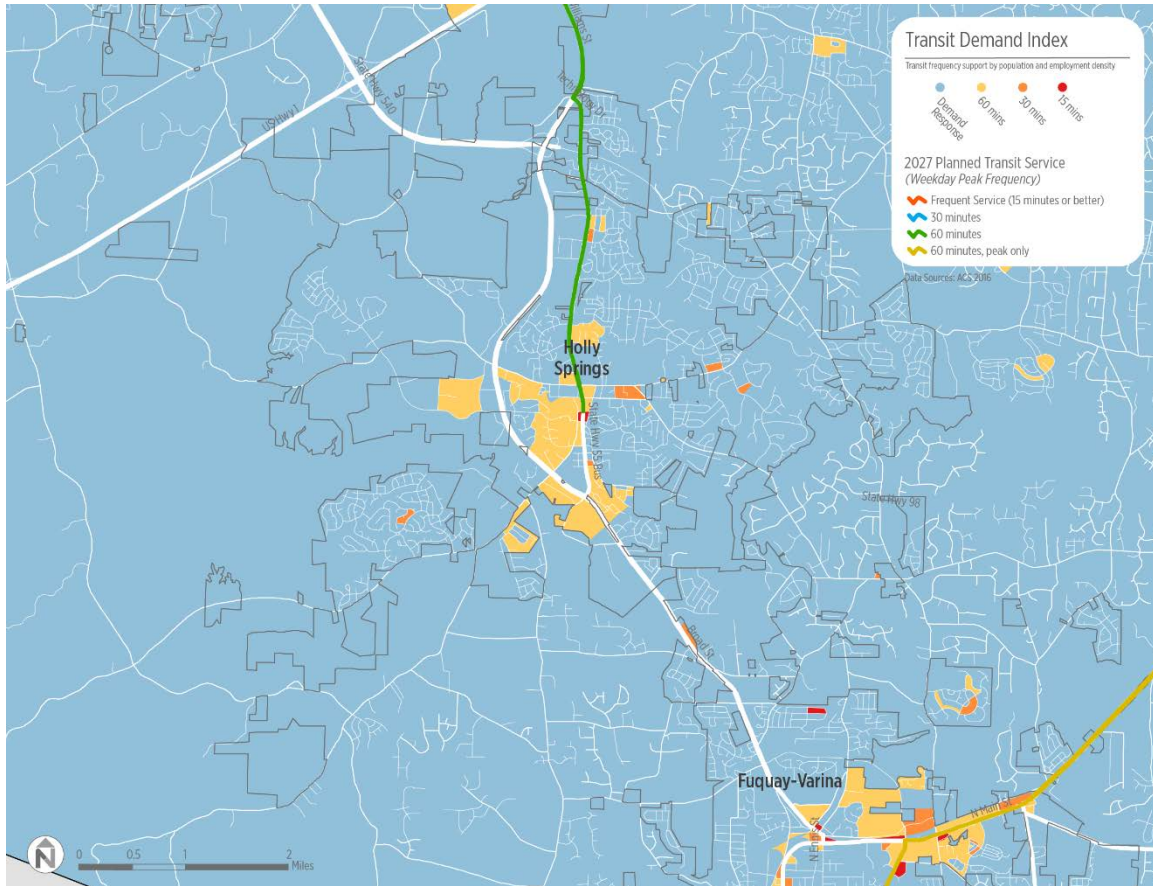 Transit Demand Index
Transit frequency support by population and employment density
Demand
Response
60 mins
30 mins
15 mins
2027 Planned Transit Service
(Weekday Peak Frequency)
Frequent Service (15 minutes or better)
30 minutes
60 minutes
60 minutes, peak only
Data Sources: ACS 2016
State Hwy 540
US Hwy 1
Holly
Springs
State Hwy 55 Bus
State Hwy 98
Broad St
Fuquay-Varina
N Main St
N
0 0.5 1 2
Miles